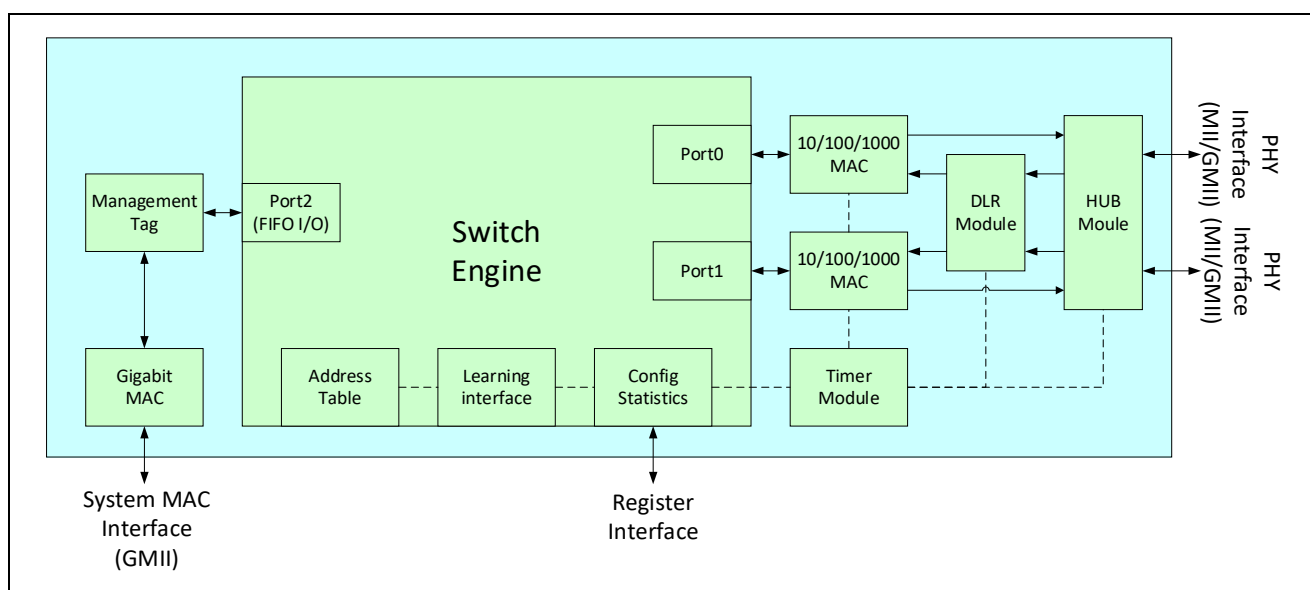 Management
Tag
Gigabit
MAC
System MAC
Interface
(GMII)
Port2
(FIFO I/O)
Switch
Engine
Port0
Port1
Address
Table
Learning
interface
Config
Statistics
Register
Interface
10/100/1000
MAC
10/100/1000
MAC
Timer
Module
DLR
Module
HUB
Moule
PHY
Interface
(MII/GMII)
PHY
Interface
(MII/GMII)